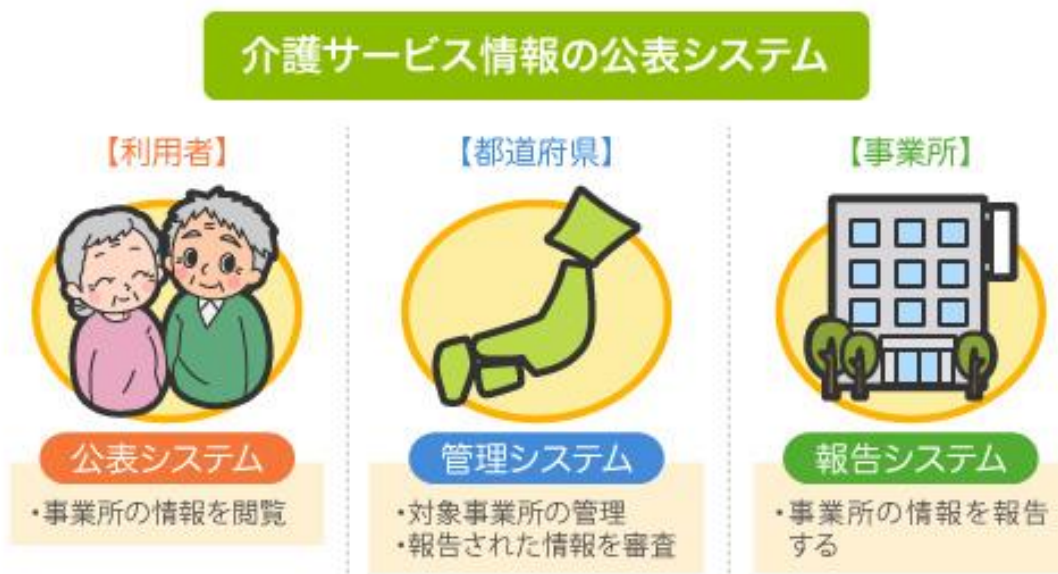 介護サービス情報の公表システム
【利用者】
公表システム
・事業所の情報を閲覧
【都道府県】
管理システム
・対象事業所の管理
・報告された情報を審査
【事業所】
報告システム
・事業所の情報を報告
する